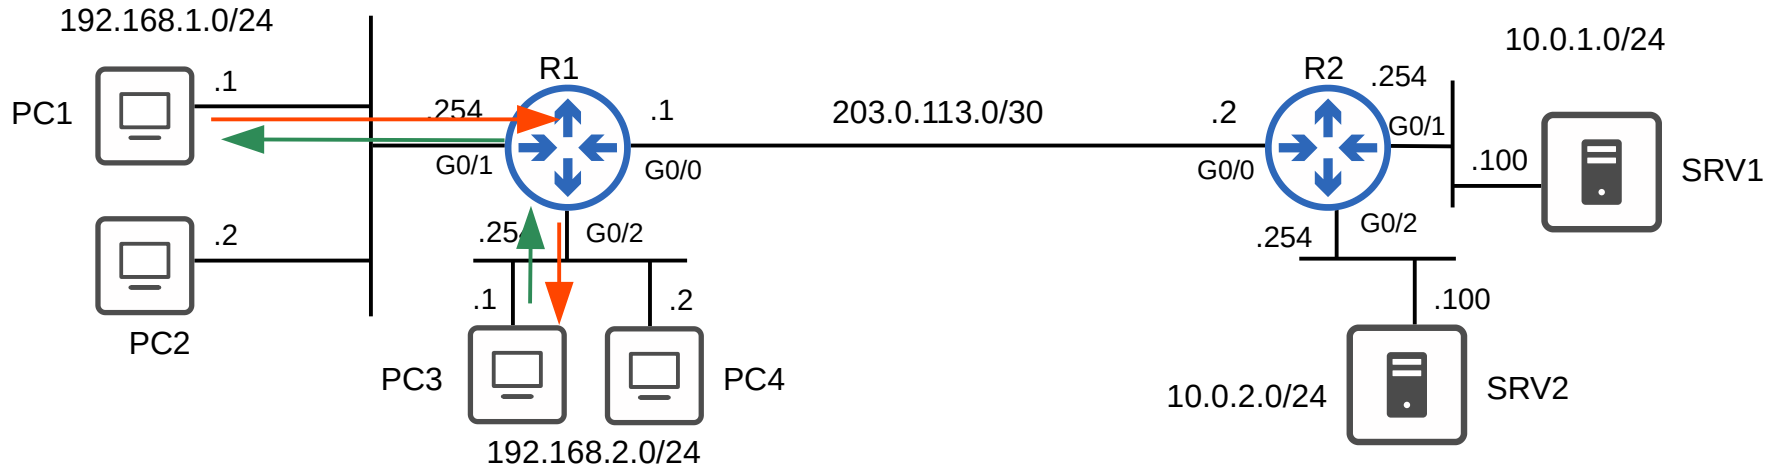 192.168.1.0/24
10.0.1.0/24
R1
R2
.1
.254
PC1
.254
.1
203.0.113.0/30
.2
G0/1
G0/1
G0/0
G0/0
.100
SRV1
.2
.254
G0/2
.254
G0/2
.1
.2
.100
PC2
PC3
PC4
10.0.2.0/24
SRV2
192.168.2.0/24